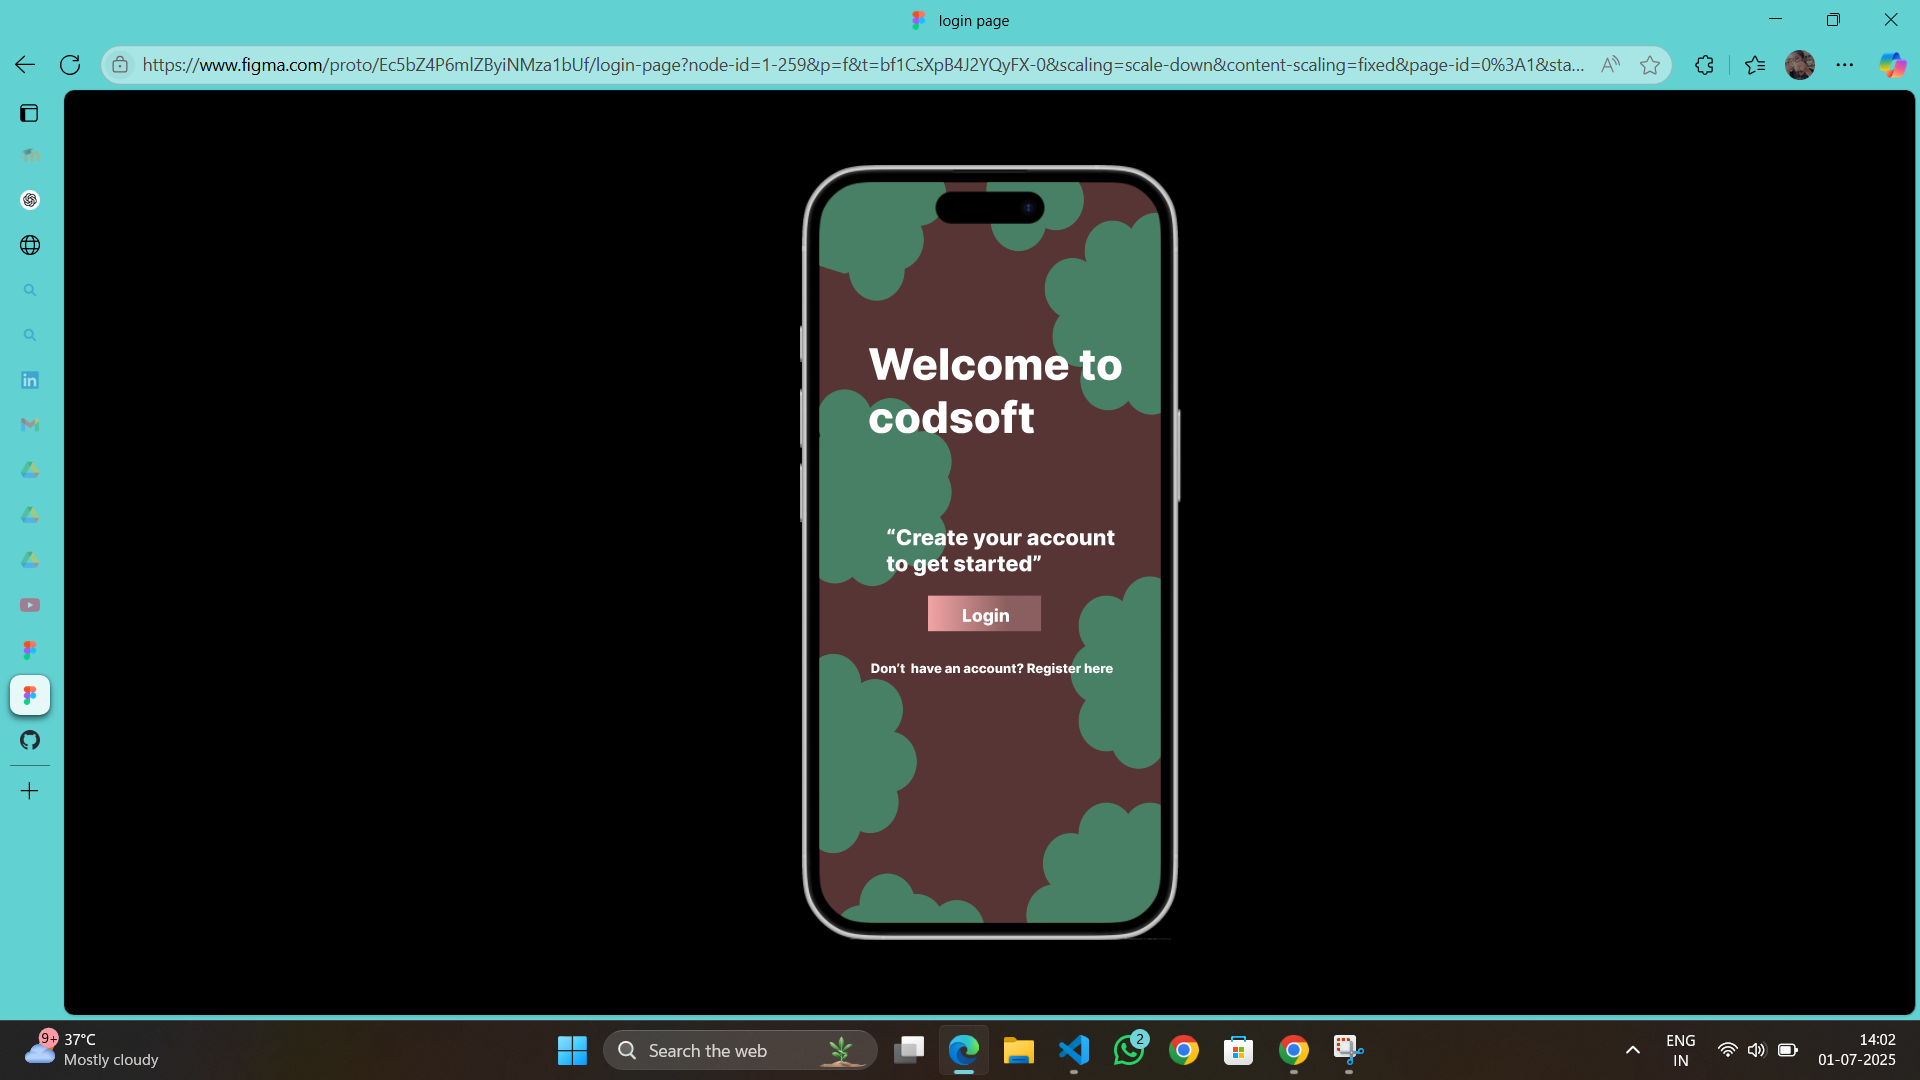 login page
https://www.figma.com/proto/Ec5bZ4P6mlZByiNMza1bUf/login-page?node-id=1-259&p=f&t=bf1CsXpB4J2YQyFX-0&scaling=scale-down&content-scaling=fixed&page-id=0%3A1&sta...
Welcome to
codsoft
“Create your account
to get started”
Login
Don’t have an account? Register here
9+
37°C
Mostly cloudy
Search the web
2
ENG
IN
14:02
01-07-2025